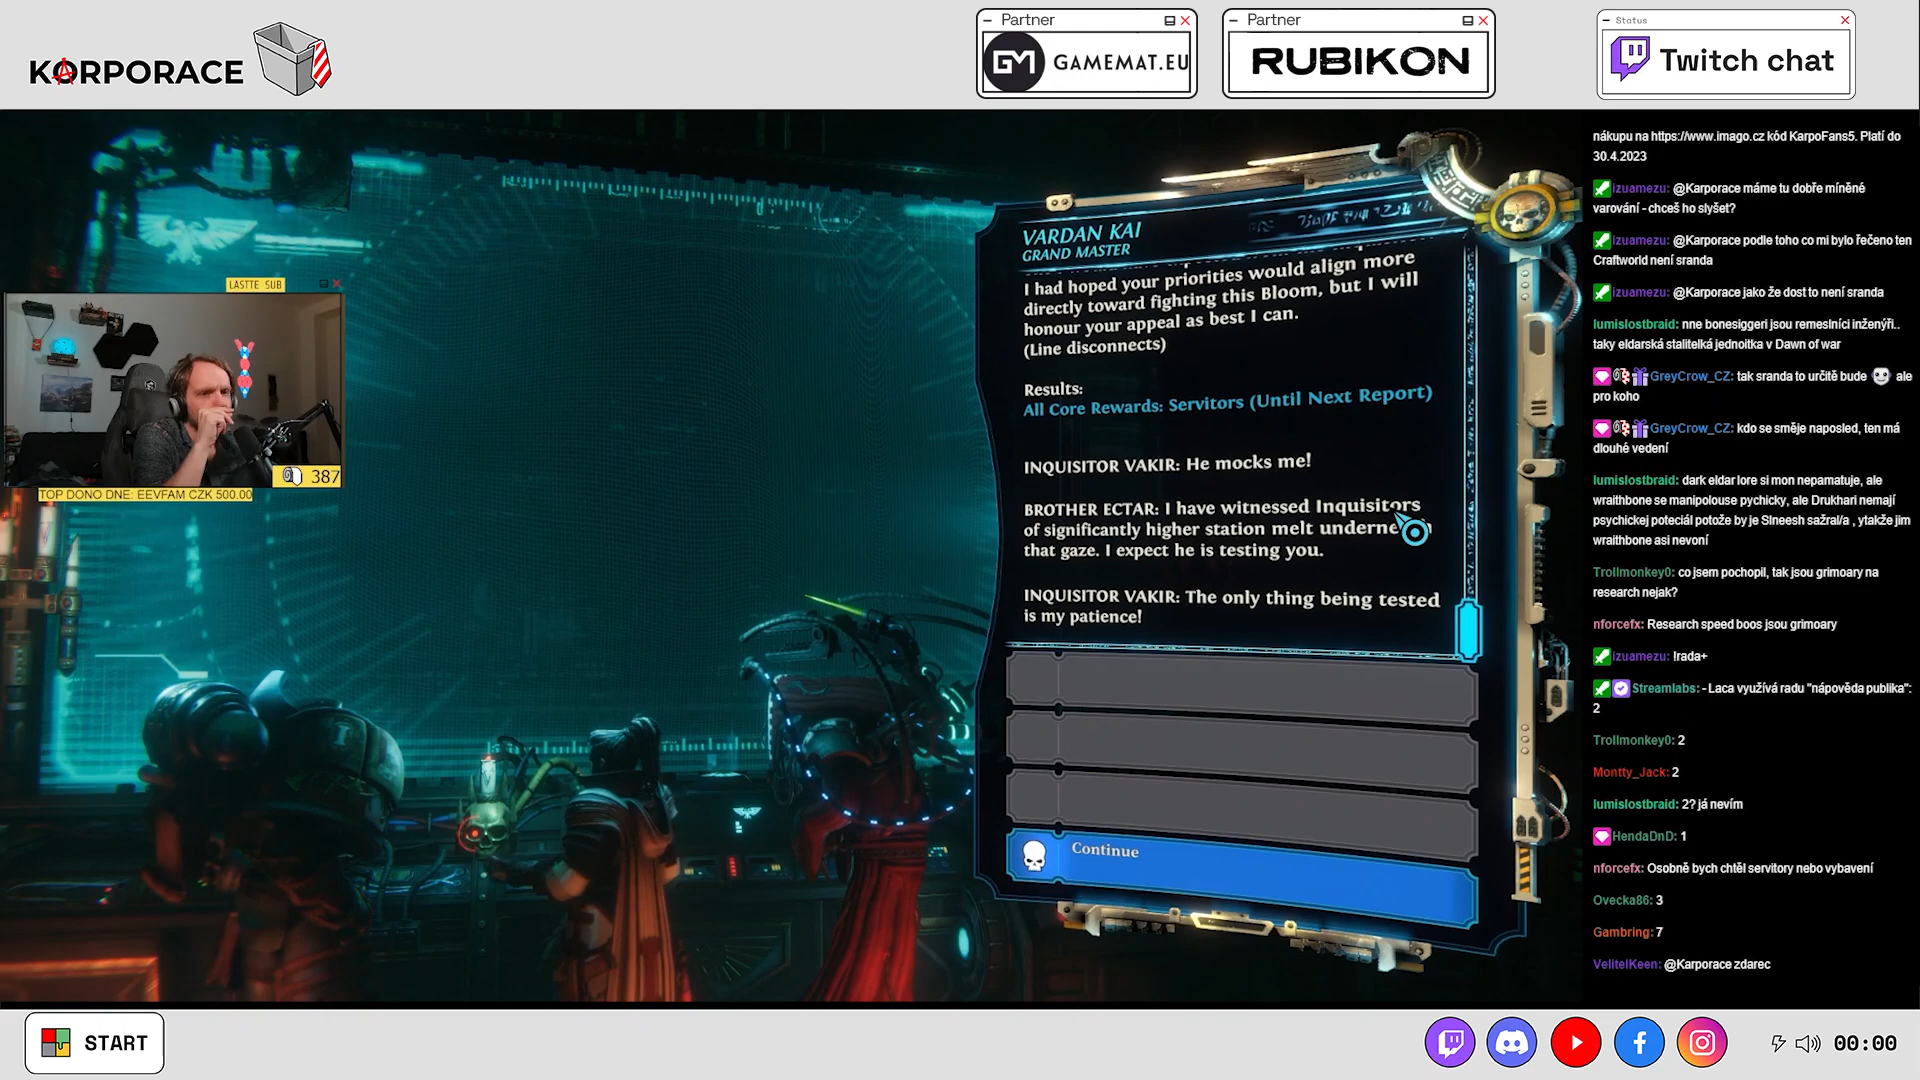 KARPORACE
Partner
GAMEMAT.EU
Partner
RUBIKON
Status
Twitch chat
LASTTE SUB
387
TOP DONO DNE: EEVFAM CZK 500.00
VARDAN KAI
GRAND MASTER
I had hoped your priorities would align more
directly toward fighting this Bloom, but I will
honour your appeal as best I can.
(Line disconnects)
Results:
All Core Rewards: Servitors (Until Next Report)
INQUISITOR VAKIR: He mocks me!
BROTHER ECTAR: I have witnessed Inquisitors
of significantly higher station melt underne
that gaze. I expect he is testing you.
INQUISITOR VAKIR: The only thing being tested
is my patience!
Continue
nákupu na https://www.imago.cz kód KarpoFans5. Platí do
30.4.2023
izuamezu: @Karporace máme tu dobře míněné
varování - chceš ho slyšet?
izuamezu: @Karporace podle toho co mi bylo řečeno ten
Craftworld není sranda
izuamezu: @Karporace jako že dost to není sranda
lumislostbraid: nne bonesiggeri jsou remeslníci inženýři..
taky eldarská stalitelká jednoitka v Dawn of war
GreyCrow_CZ: tak sranda to určitě bude ale
pro koho
GreyCrow_CZ: kdo se směje naposled, ten má
dlouhé vedení
lumislostbraid: dark eldar lore si mon nepamatuje, ale
wraithbone se manipolouse pychicky, ale Drukhari nemají
psychickej poteciál potože by je Slneesh sažral/a , ytakže jim
wraithbone asi nevoní
Trollmonkey0: co jsem pochopil, tak jsou grimoary na
research nejak?
nforcefx: Research speed boos jsou grimoary
izuamezu: !rada+
Streamlabs: - Laca využívá radu "nápověda publika":
2
Trollmonkey0: 2
Montty_Jack: 2
lumislostbraid: 2? já nevím
HendaDnD: 1
nforcefx: Osobně bych chtěl servitory nebo vybavení
Ovecka86: 3
Gambring: 7
VelitelKeen: @Karporace zdarec
START
00:00